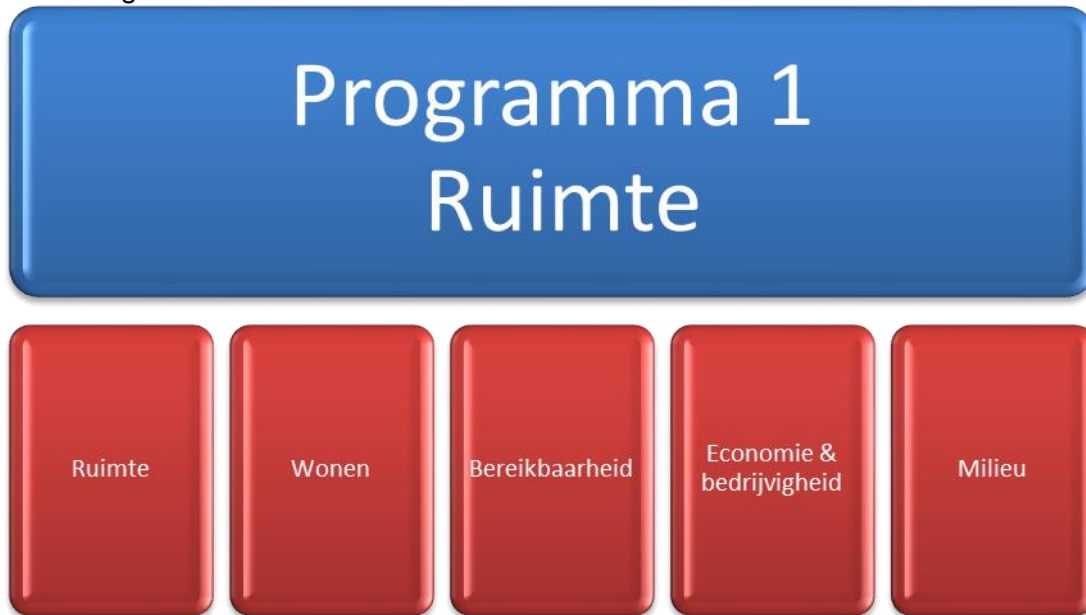 Programma 1
Ruimte
Ruimte
Wonen
Bereikbaarheid
Economie &
bedrijvigheid
Milieu